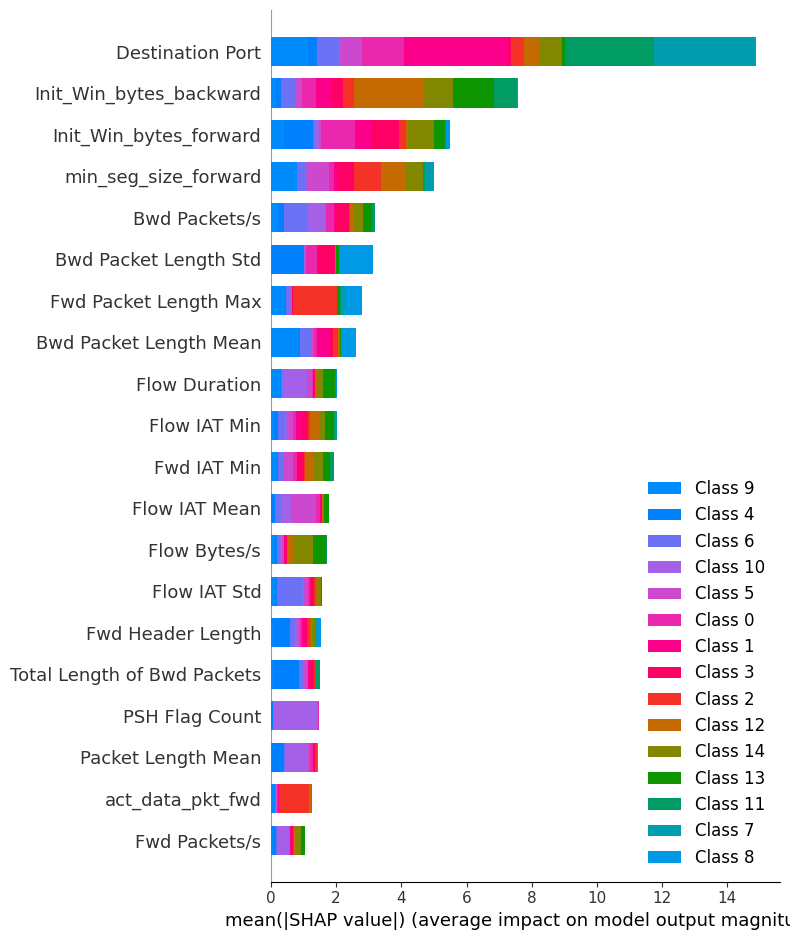 Destination Port
Init_Win_bytes_backward
Init_Win_bytes_forward
min_seg_size_forward
Bwd Packets/s
Bwd Packet Length Std
Fwd Packet Length Max
Bwd Packet Length Mean
Flow Duration
Flow IAT Min
Fwd IAT Min
Flow IAT Mean
Flow Bytes/s
Flow IAT Std
Fwd Header Length
Total Length of Bwd Packets
PSH Flag Count
Packet Length Mean
act_data_pkt_fwd
Fwd Packets/s
Class 9
Class 4
Class 6
Class 10
Class 5
Class 0
Class 1
Class 3
Class 2
Class 12
Class 14
Class 13
Class 11
Class 7
Class 8
0 2 4 6 8 10 12 14
mean(|SHAP value|) (average impact on model output magnitu